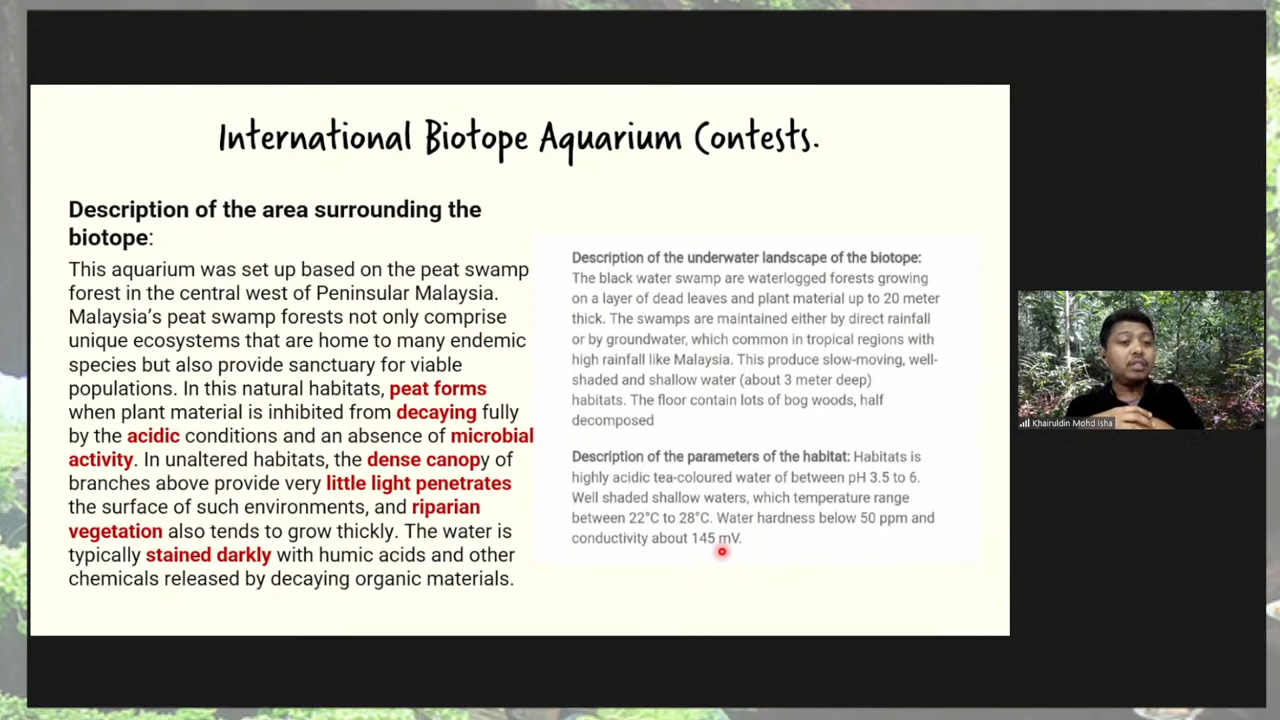 International Biotope Aquarium Contests.
Description of the area surrounding the
biotope:
This aquarium was set up based on the peat swamp
forest in the central west of Peninsular Malaysia.
Malaysia's peat swamp forests not only comprise
unique ecosystems that are home to many endemic
species but also provide sanctuary for viable
populations. In this natural habitats, peat forms
when plant material is inhibited from decaying fully
by the acidic conditions and an absence of microbial
activity. In unaltered habitats, the dense canopy of
branches above provide very little light penetrates
the surface of such environments, and riparian
vegetation also tends to grow thickly. The water is
typically stained darkly with humic acids and other
chemicals released by decaying organic materials.
Description of the underwater landscape of the biotope:
The black water swamp are waterlogged forests growing
on a layer of dead leaves and plant material up to 20 meter
thick. The swamps are maintained either by direct rainfall
or by groundwater, which common in tropical regions with
high rainfall like Malaysia. This produce slow-moving, well-
shaded and shallow water (about 3 meter deep)
habitats. The floor contain lots of bog woods, half
decomposed
Description of the parameters of the habitat: Habitats is
highly acidic tea-coloured water of between pH 3.5 to 6.
Well shaded shallow waters, which temperature range
between 22°C to 28°C. Water hardness below 50 ppm and
conductivity about 145 mV.
Khairuldin Mohd Isha